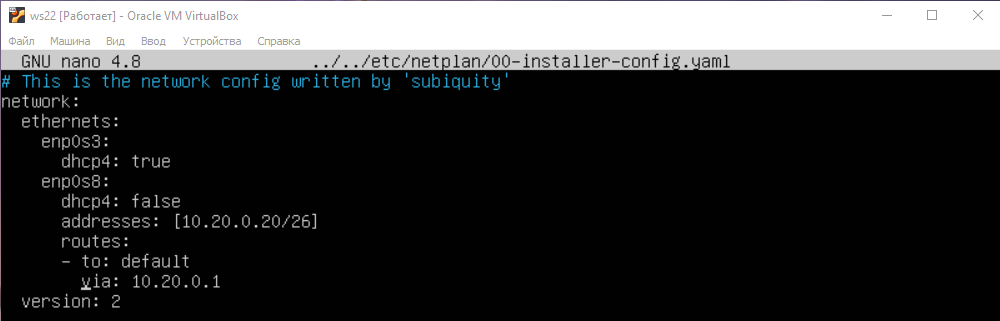 ws22 [Работает] - Oracle VM VirtualBox
Файл Машина Вид Ввод Устройства Справка
GNU nano 4.8 ../../etc/netplan/00-installer-config.yaml
# This is the network config written by 'subiquity'
network:
  ethernets:
    enp0s3:
      dhcp4: true
    enp0s8:
      dhcp4: false
      addresses: [10.20.0.20/26]
      routes:
      - to: default
        via: 10.20.0.1
  version: 2